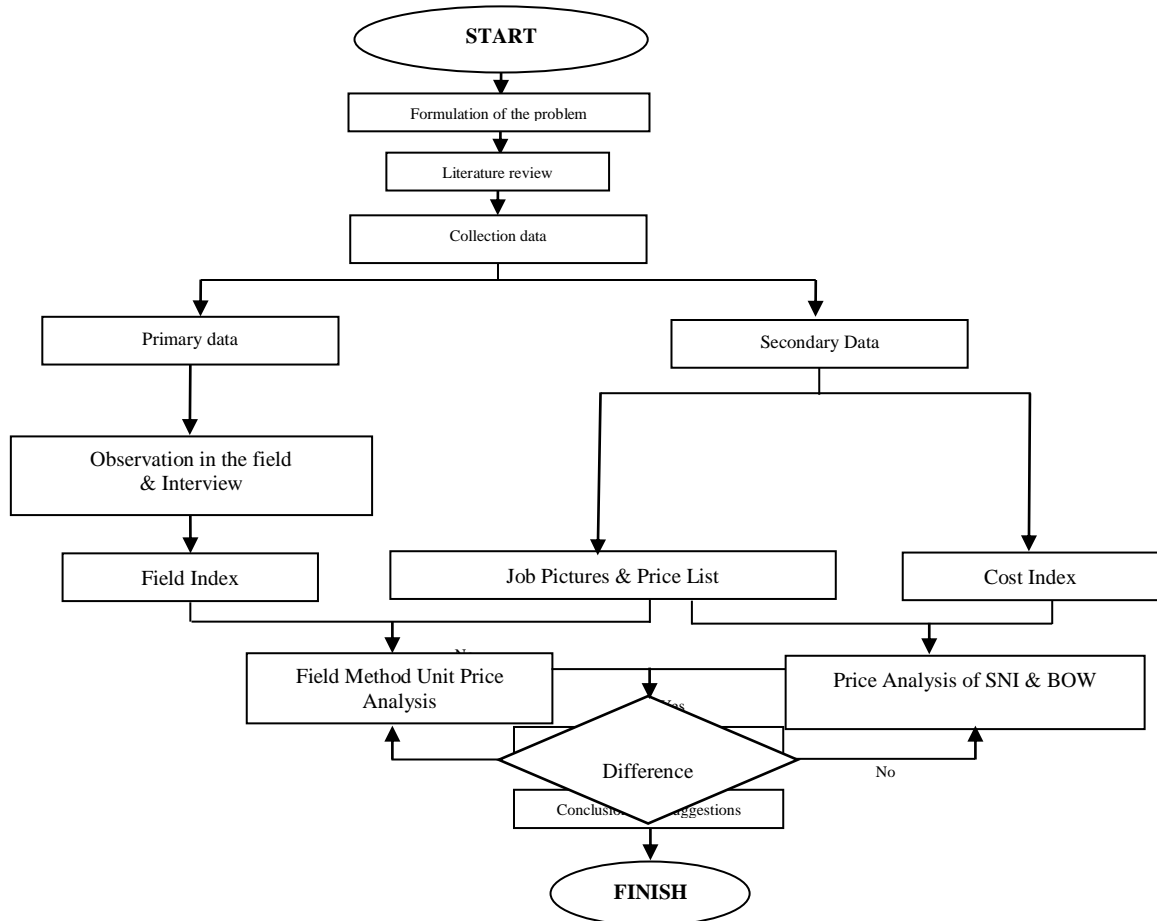 START
Formulation of the problem
Literature review
Collection data
Primary data
Secondary Data
Observation in the field
& Interview
Field Index
Job Pictures & Price List
Cost Index
Field Method Unit Price
Analysis
Price Analysis of SNI & BOW
Yes
Difference
No
FINISH